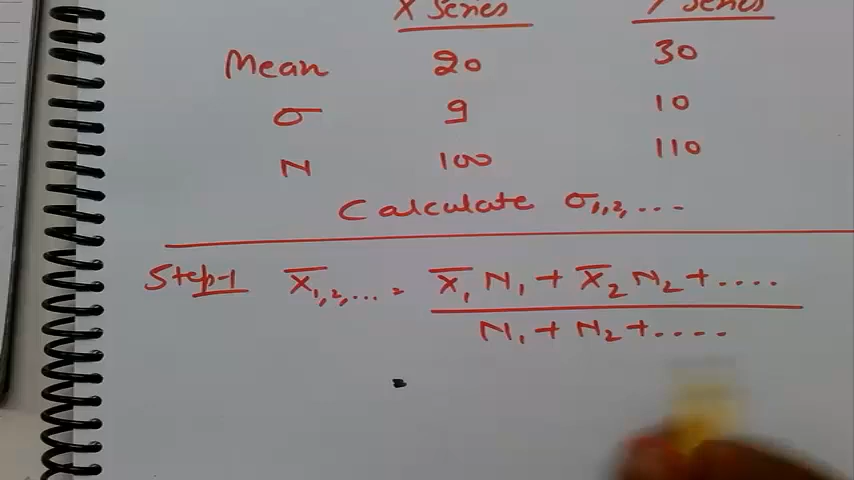 X Series Y Series
Mean 20 30
σ 9 10
N 100 110
Calculate σ₁,₂,...
Step-1 X̅₁,₂,... = X̅₁ N₁ + X̅₂ N₂ + ....
N₁ + N₂ + ....